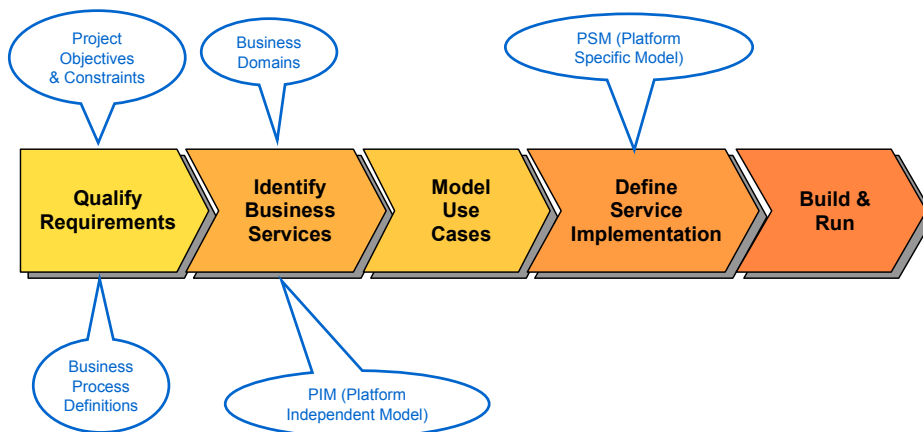 Project
Objectives
& Constraints
Business
Domains
PSM (Platform
Specific Model)
Qualify
Requirements
Identify
Business
Services
Model
Use
Cases
Define
Service
Implementation
Build &
Run
Business
Process
Definitions
PIM (Platform
Independent Model)